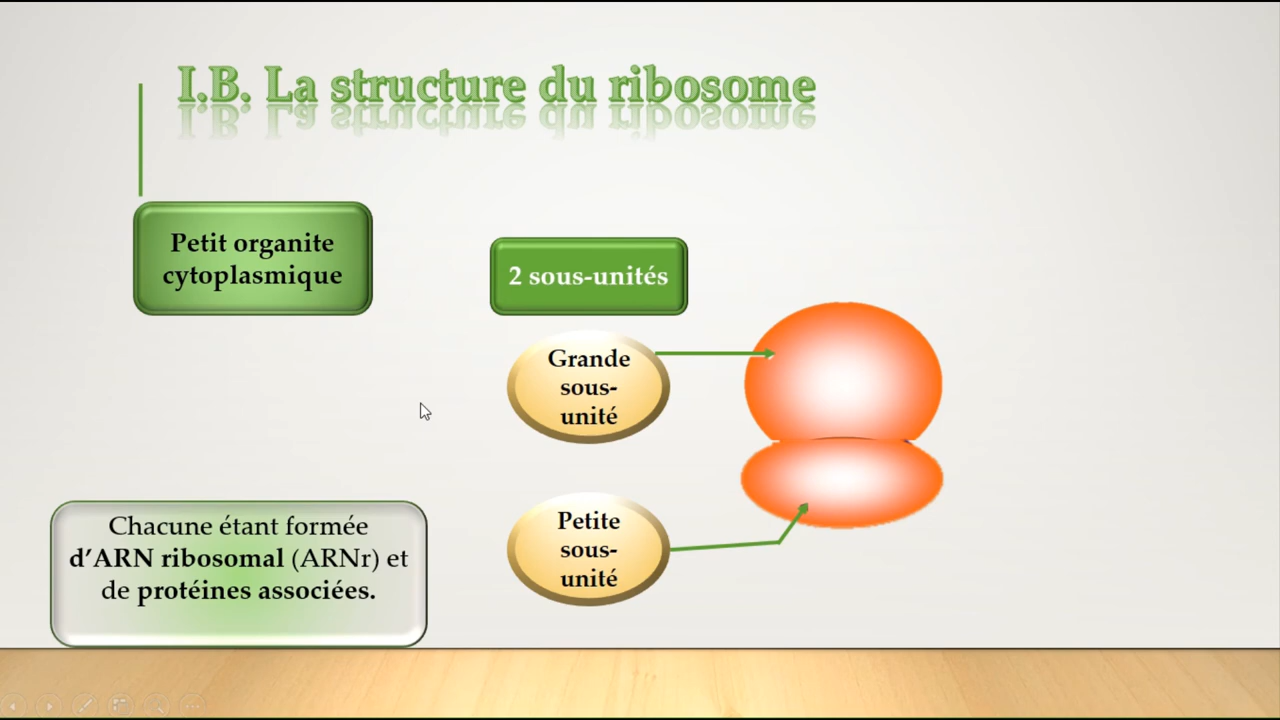 I.B. La structure du ribosome
Petit organite
cytoplasmique
2 sous-unités
Grande
sous-
unité
Petite
sous-
unité
Chacune étant formée
d’ARN ribosomal (ARNr) et
de protéines associées.